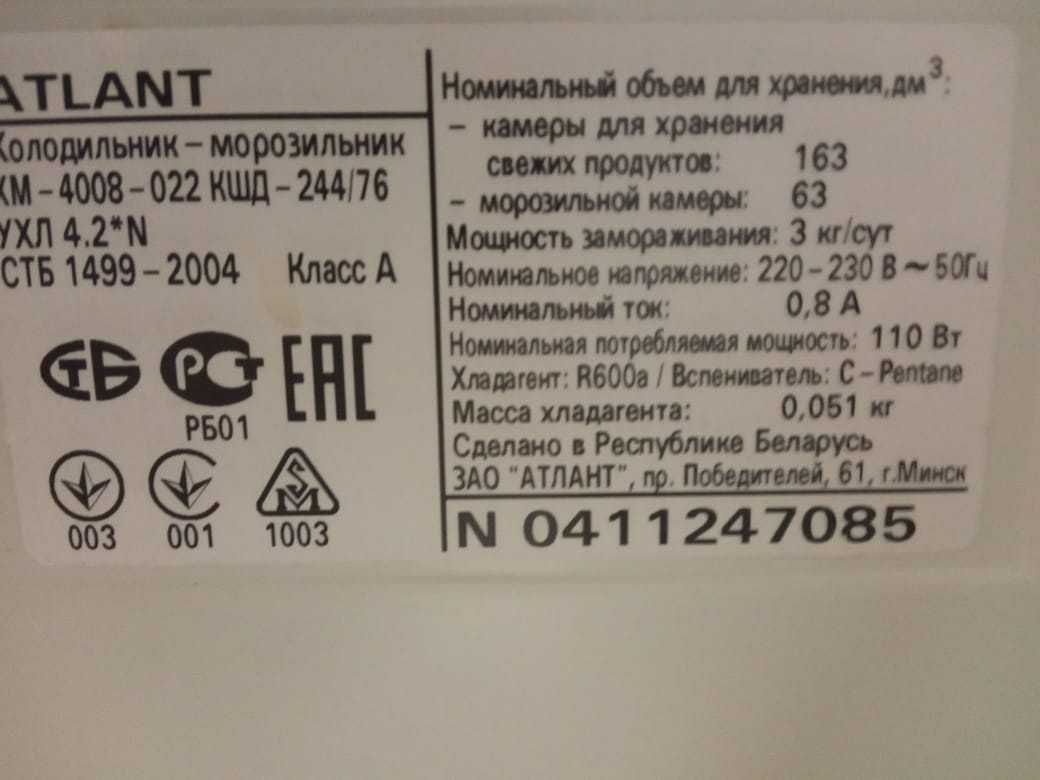 ATLANT
Холодильник – морозильник
ХМ – 4008 – 022 КШД – 244/76
УХЛ 4.2*N
СТБ 1499 – 2004 Класс А
СТБ РСТ ЕАС
РБ01
003 001 1003
Номинальный объем для хранения,дм³:
– камеры для хранения
свежих продуктов: 163
– морозильной камеры: 63
Мощность замораживания: 3 кг/сут
Номинальное напряжение: 220 – 230 В ~ 50Гц
Номинальный ток: 0,8 А
Номинальная потребляемая мощность: 110 Вт
Хладагент: R600a / Вспениватель: C – Pentane
Масса хладагента: 0,051 кг
Сделано в Республике Беларусь
ЗАО "АТЛАНТ", пр. Победителей, 61, г.Минск
N 0411247085